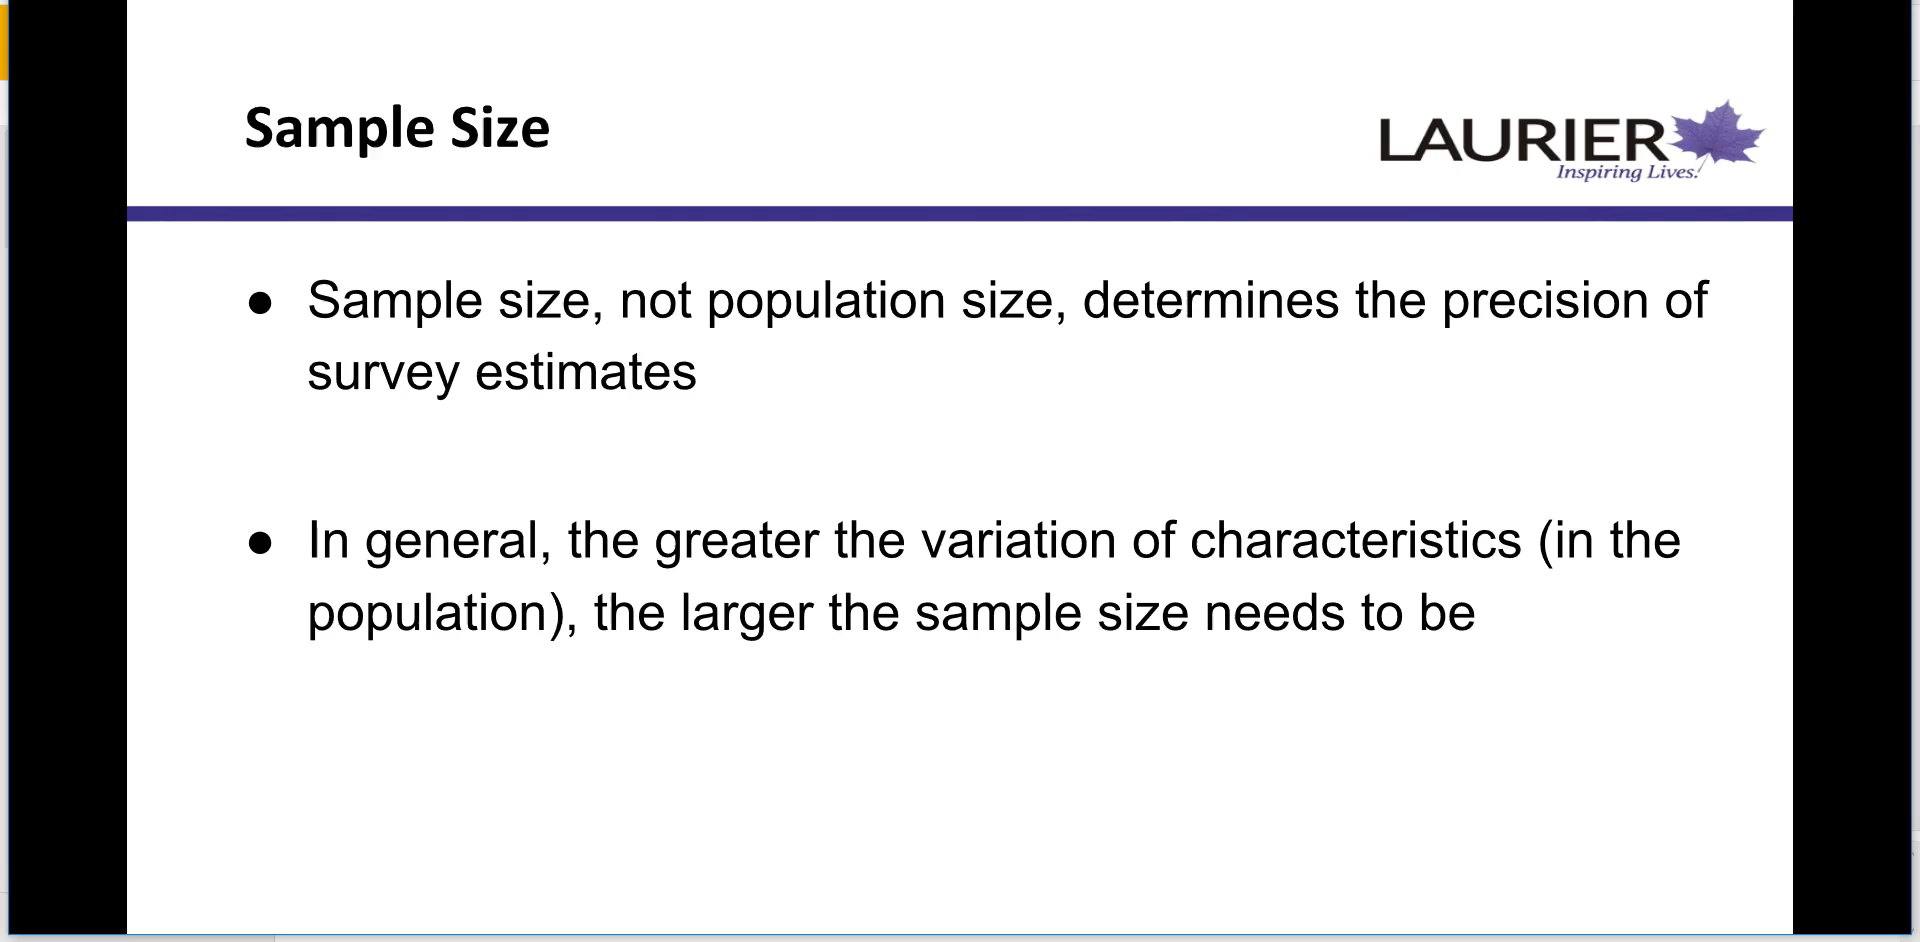 Sample Size
LAURIER
Inspiring Lives.
● Sample size, not population size, determines the precision of
survey estimates
● In general, the greater the variation of characteristics (in the
population), the larger the sample size needs to be